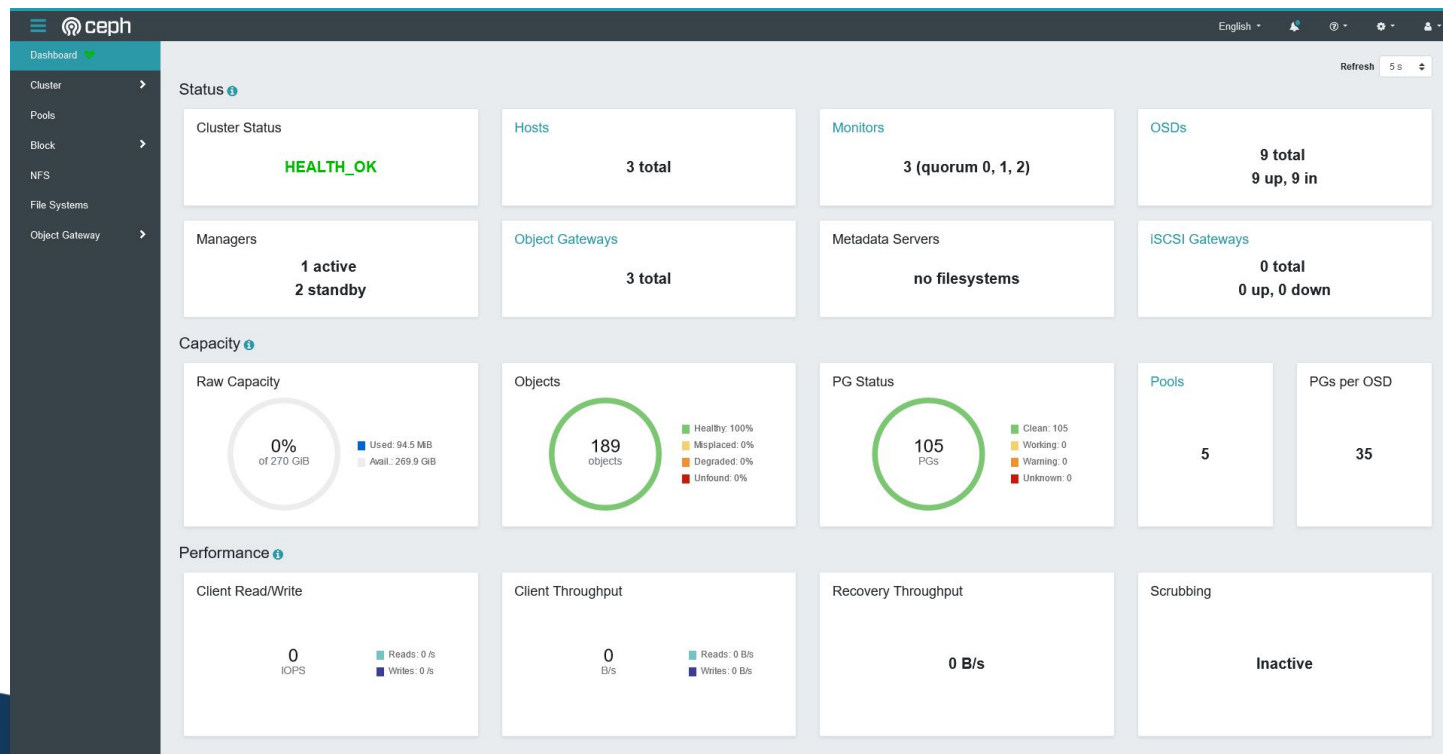 ceph
English
Dashboard
Cluster
Pools
Block
NFS
File Systems
Object Gateway
Refresh 5 s
Status
Cluster Status
HEALTH_OK
Hosts
3 total
Monitors
3 (quorum 0, 1, 2)
OSDs
9 total
9 up, 9 in
Managers
1 active
2 standby
Object Gateways
3 total
Metadata Servers
no filesystems
iSCSI Gateways
0 total
0 up, 0 down
Capacity
Raw Capacity
0%
of 270 GiB
Used: 94.5 MiB
Avail.: 269.9 GiB
Objects
189
objects
Healthy: 100%
Misplaced: 0%
Degraded: 0%
Unfound: 0%
PG Status
105
PGs
Clean: 105
Working: 0
Warning: 0
Unknown: 0
Pools
5
PGs per OSD
35
Performance
Client Read/Write
0
IOPS
Reads: 0 /s
Writes: 0 /s
Client Throughput
0
B/s
Reads: 0 B/s
Writes: 0 B/s
Recovery Throughput
0 B/s
Scrubbing
Inactive